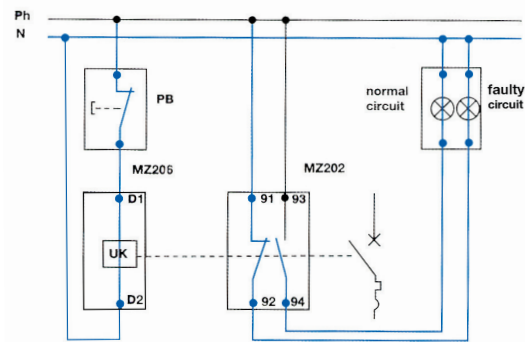 Ph
N
normal circuit
faulty circuit
PB
MZ206
MZ202
D1
91
93
UK
D2
92
94